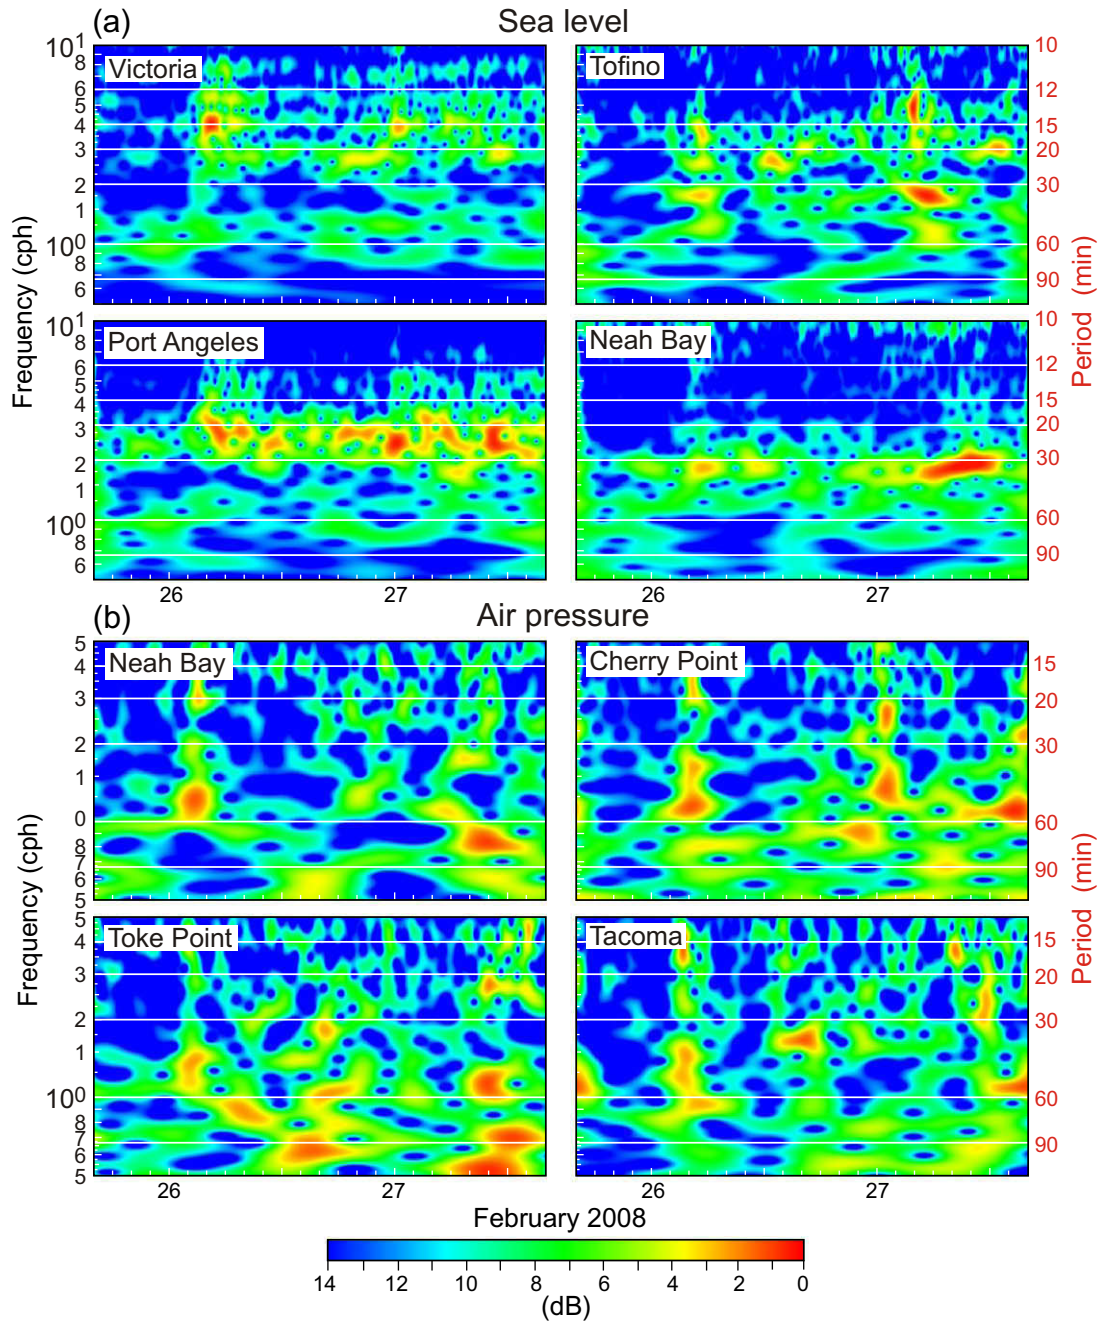 (a) Sea level
Victoria
Tofino
10¹ 8 6 5 4 3 2 1 10⁰ 8 6
10 12 15 20 30 60 90
Port Angeles
Neah Bay
10¹ 8 6 5 4 3 2 1 10⁰ 8 6
10 12 15 20 30 60 90
Frequency (cph)
Period (min)
26 27 26 27
(b) Air pressure
Neah Bay
Cherry Point
5 4 3 2 1 0 8 7 6 5
15 20 30 60 90
Toke Point
Tacoma
5 4 3 2 1 10⁰ 8 7 6 5
15 20 30 60 90
Frequency (cph)
Period (min)
26 27 26 27
February 2008
14 12 10 8 6 4 2 0
(dB)